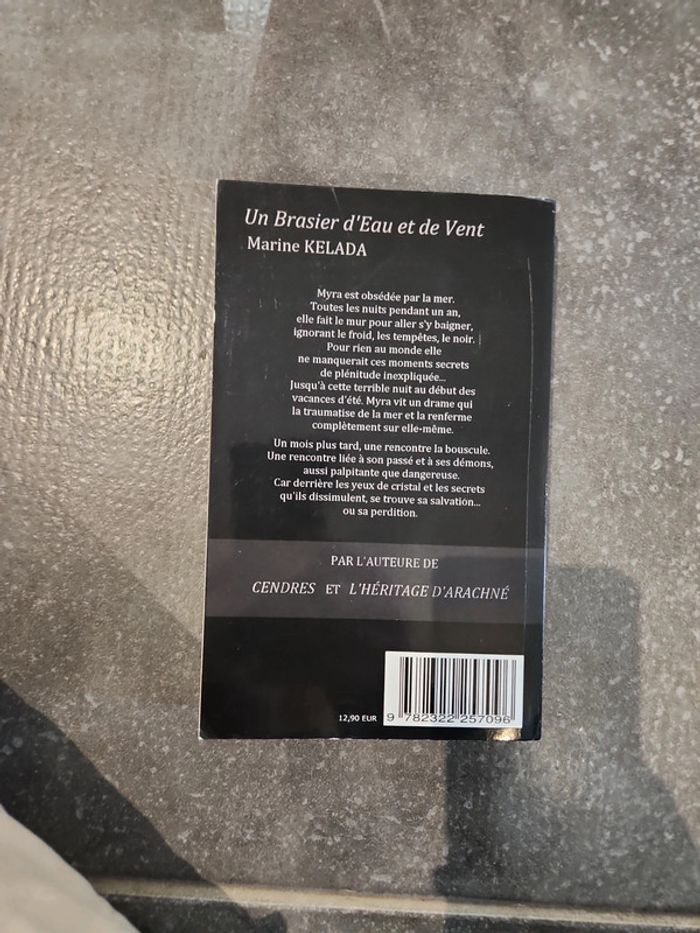 Un Brasier d'Eau et de Vent
Marine KELADA
Myra est obsédée par la mer.
Toutes les nuits pendant un an,
elle fait le mur pour aller s'y baigner,
ignorant le froid, les tempêtes, le noir.
Pour rien au monde elle
ne manquerait ces moments secrets
de plénitude inexpliquée...
Jusqu'à cette terrible nuit au début des
vacances d'été. Myra vit un drame qui
la traumatise de la mer et la renferme
complètement sur elle-même.
Un mois plus tard, une rencontre la bouscule.
Une rencontre liée à son passé et à ses démons,
aussi palpitante que dangereuse.
Car derrière les yeux de cristal et les secrets
qu'ils dissimulent, se trouve sa salvation...
ou sa perdition.
PAR L'AUTEURE DE
CENDRES ET L'HÉRITAGE D'ARACHNÉ
12,90 EUR
9 782322 257096